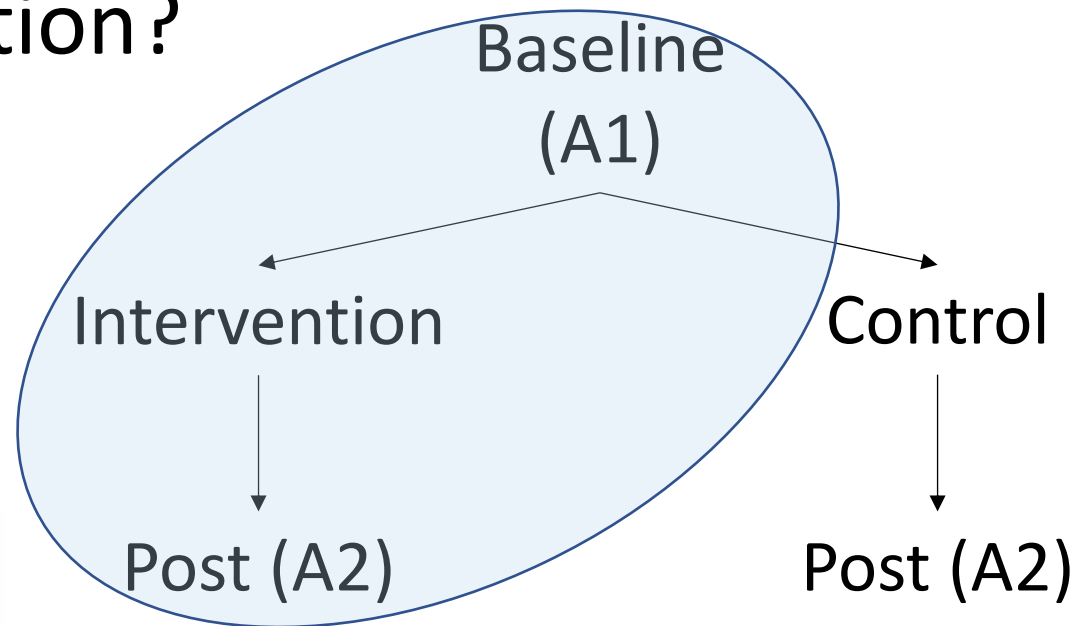 tion?
Baseline
(A1)
Intervention
Control
Post (A2)
Post (A2)